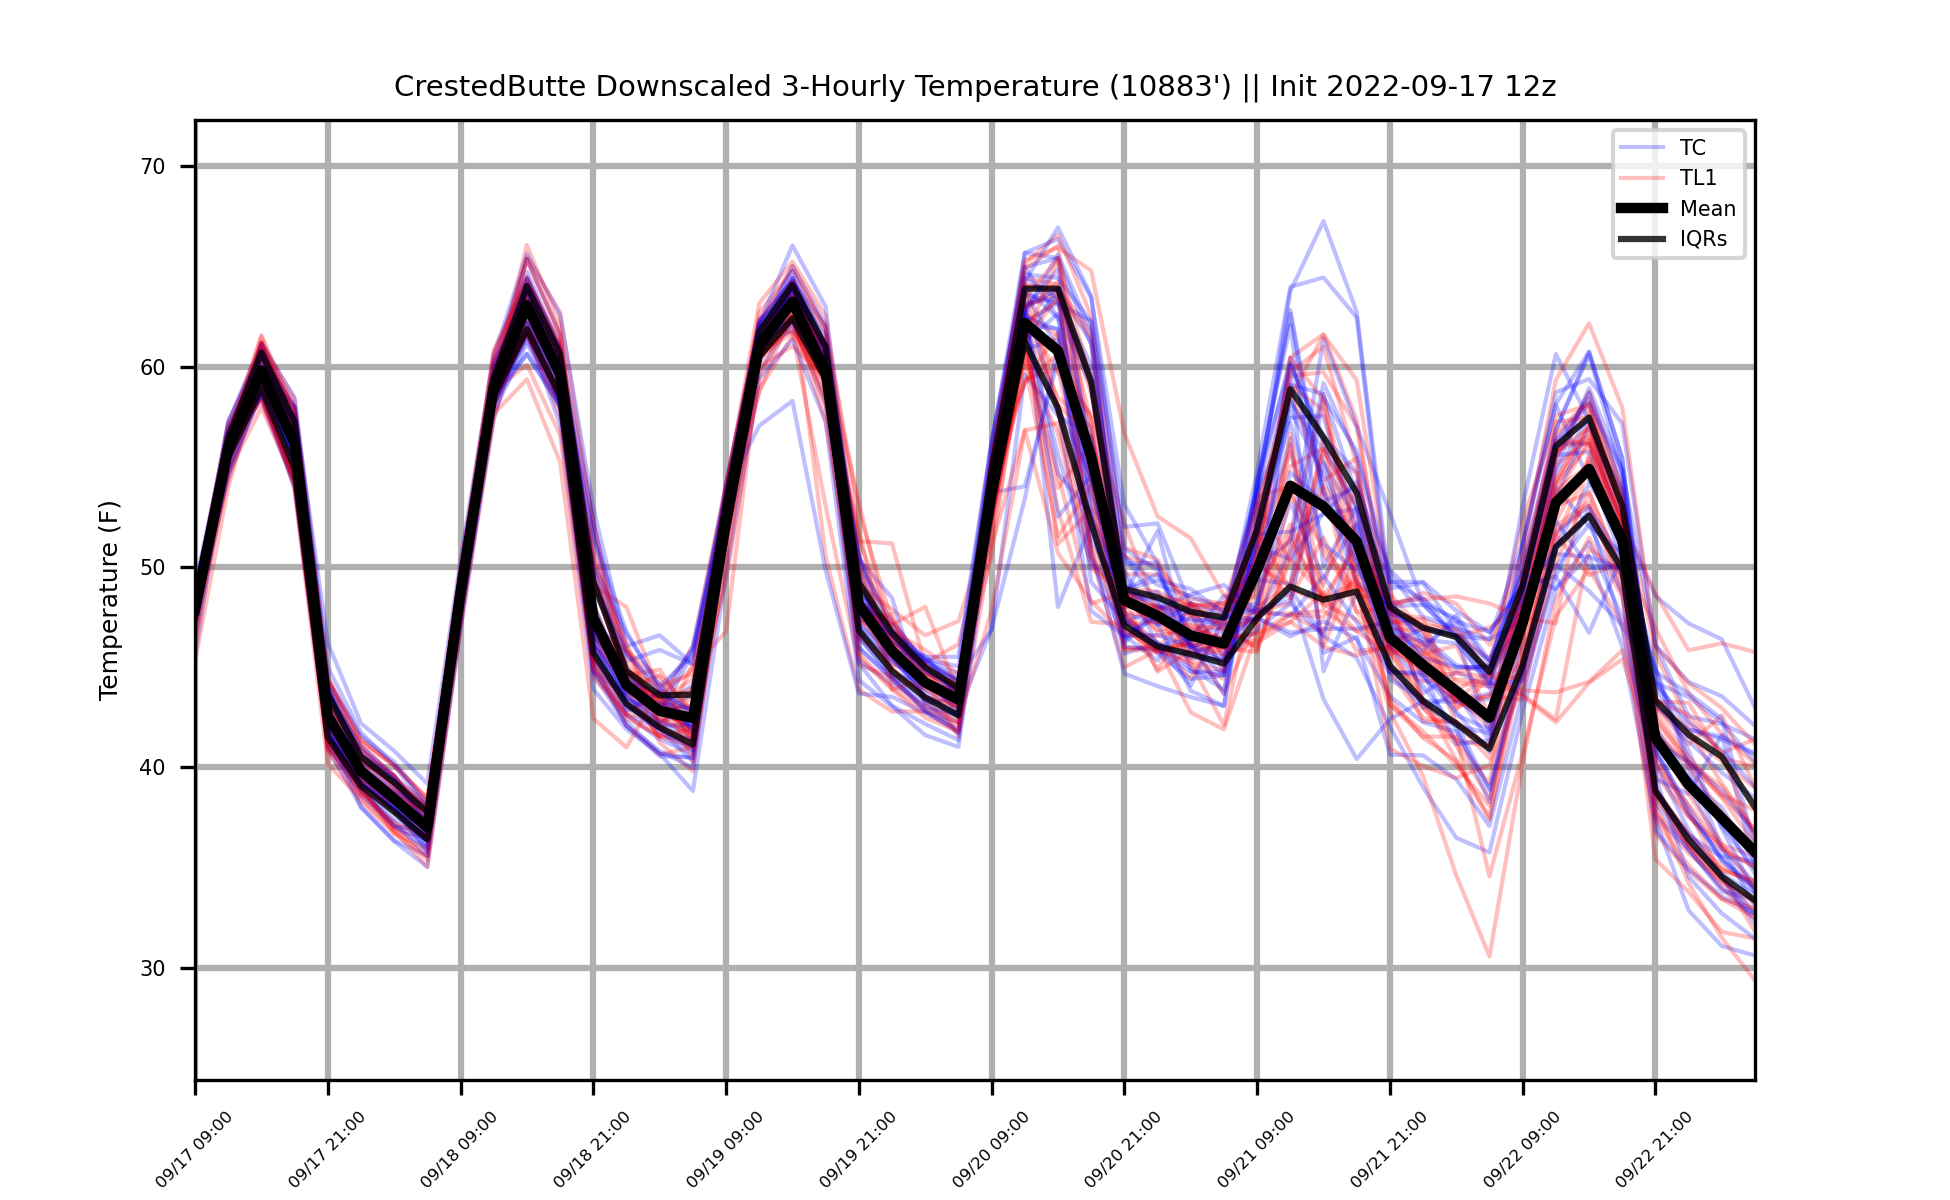 CrestedButte Downscaled 3-Hourly Temperature (10883') || Init 2022-09-17 12z
TC
TL1
Mean
IQRs
Temperature (F)
70
60
50
40
30
09/17 09:00
09/17 21:00
09/18 09:00
09/18 21:00
09/19 09:00
09/19 21:00
09/20 09:00
09/20 21:00
09/21 09:00
09/21 21:00
09/22 09:00
09/22 21:00